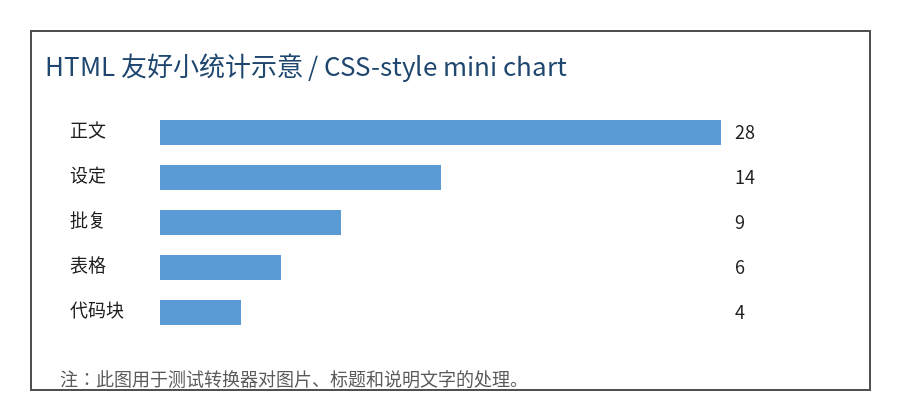 HTML 友好小统计示意 / CSS-style mini chart
正文 28
设定 14
批复 9
表格 6
代码块 4
注：此图用于测试转换器对图片、标题和说明文字的处理。